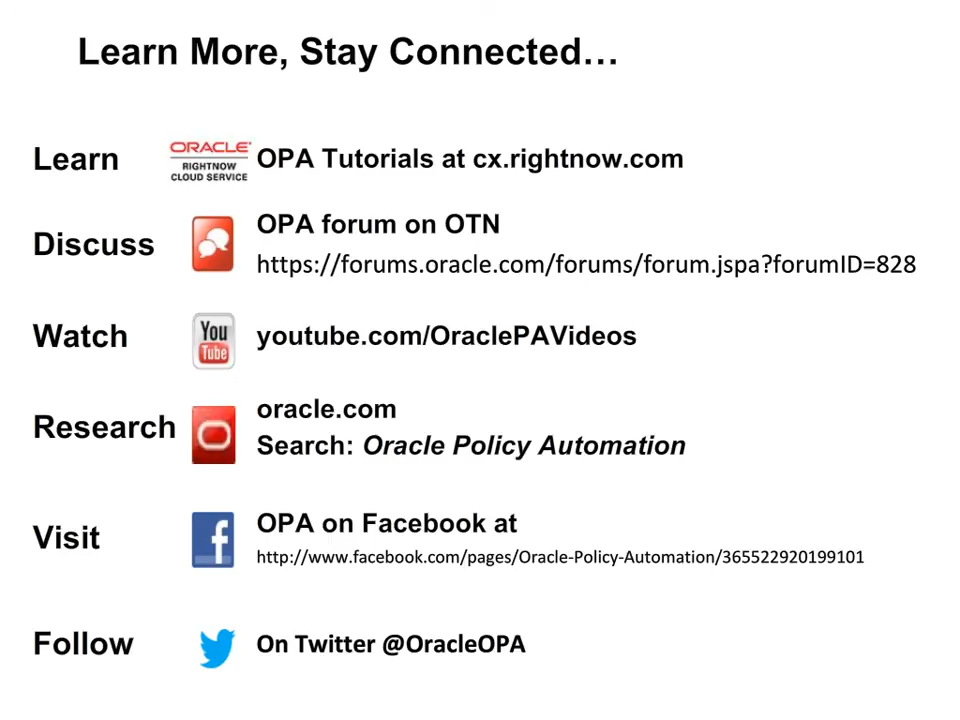 Learn More, Stay Connected…
Learn
ORACLE
RIGHTNOW
CLOUD SERVICE
OPA Tutorials at cx.rightnow.com
Discuss
OPA forum on OTN
https://forums.oracle.com/forums/forum.jspa?forumID=828
Watch
You
Tube
youtube.com/OraclePAVideos
Research
oracle.com
Search: Oracle Policy Automation
Visit
f
OPA on Facebook at
http://www.facebook.com/pages/Oracle-Policy-Automation/365522920199101
Follow
On Twitter @OracleOPA